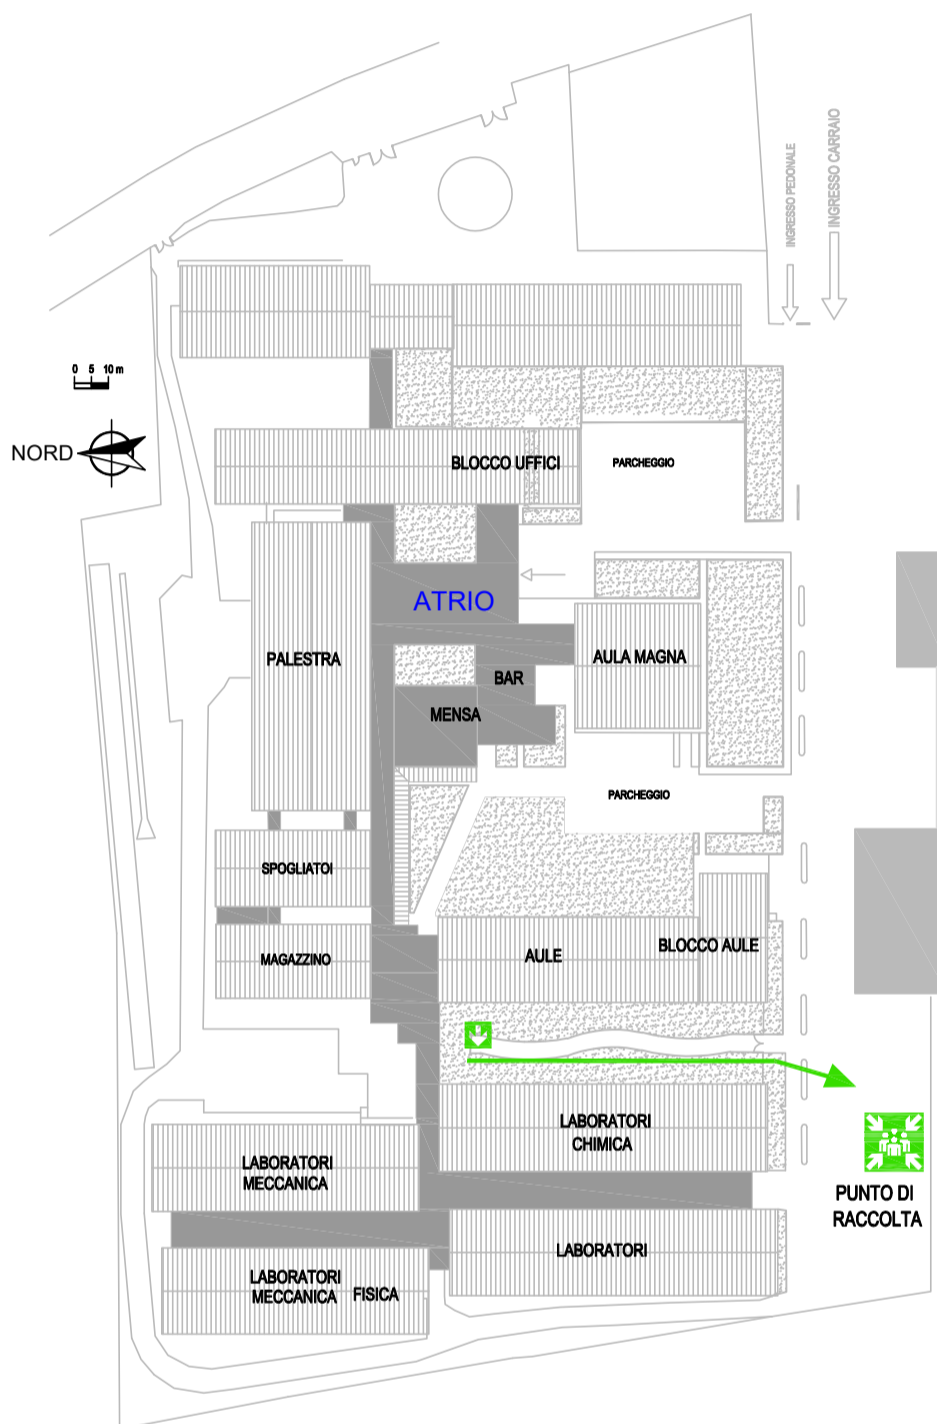 INGRESSO PEDONALE
INGRESSO CARRAIO
0 5 10 m
NORD
BLOCCO UFFICI
PARCHEGGIO
ATRIO
PALESTRA
AULA MAGNA
BAR
MENSA
PARCHEGGIO
SPOGLIATOI
AULE
BLOCCO AULE
MAGAZZINO
LABORATORI
CHIMICA
LABORATORI
MECCANICA
PUNTO DI
RACCOLTA
LABORATORI
LABORATORI
MECCANICA FISICA